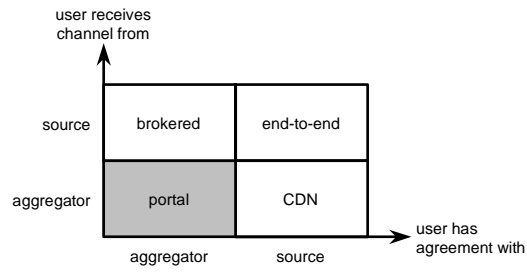 user receives
channel from
source
brokered
end-to-end
aggregator
portal
CDN
user has
agreement with
aggregator
source